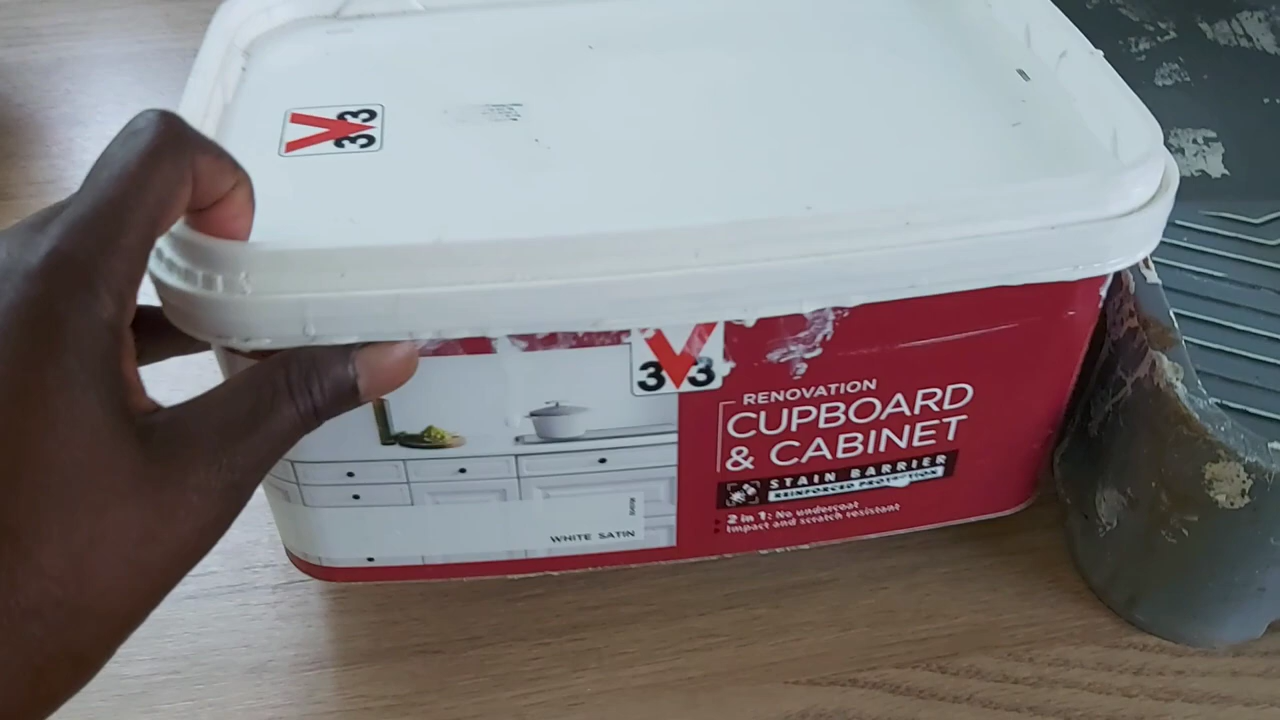 V33
V33
RENOVATION
CUPBOARD
& CABINET
STAIN BARRIER
REINFORCED PROTECTION
2 in 1: No undercoat
Impact and scratch resistant
WHITE SATIN